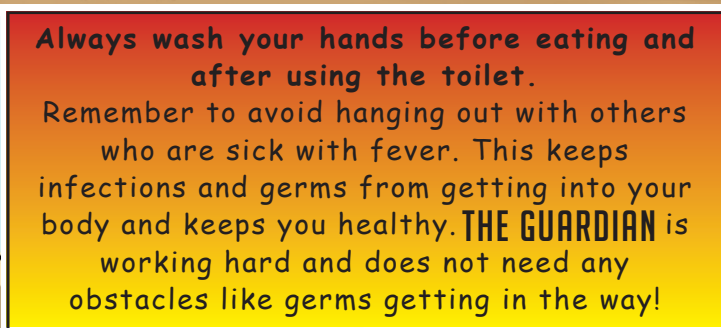 Always wash your hands before eating and
after using the toilet.
Remember to avoid hanging out with others
who are sick with fever. This keeps
infections and germs from getting into your
body and keeps you healthy. THE GUARDIAN is
working hard and does not need any
obstacles like germs getting in the way!